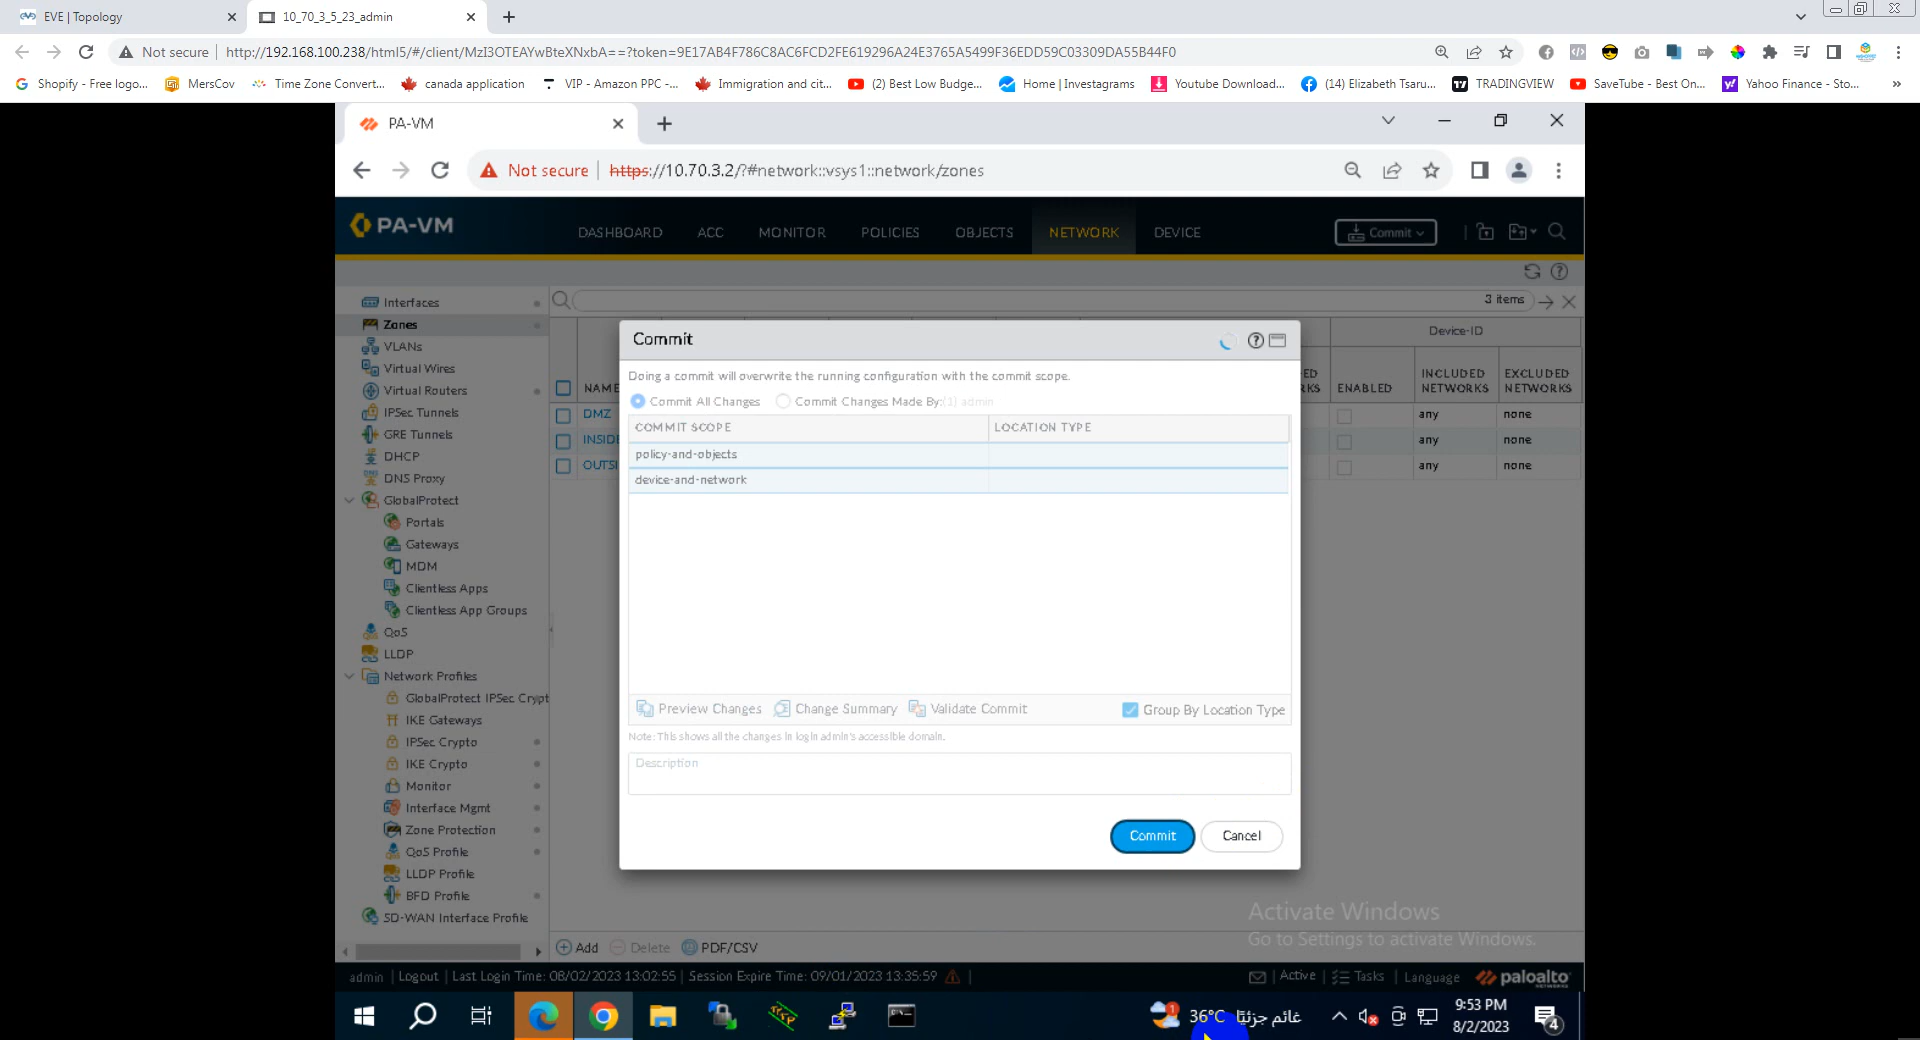 EVE | Topology
10_70_3_5_23_admin
Not secure
http://192.168.100.238/html5/#/client/MzI3OTEAYwBteXNxbA==?token=9E17AB4F786C8AC6FCD2FE619296A24E3765A5499F36EDD59C03309DA55B44F0
Shopify - Free logo...
MersCov
Time Zone Convert...
canada application
VIP - Amazon PPC -...
Immigration and cit...
(2) Best Low Budge...
Home | Investagrams
Youtube Download...
(14) Elizabeth Tsaru...
TRADINGVIEW
SaveTube - Best On...
Yahoo Finance - Sto...
»
PA-VM
Not secure
https://10.70.3.2/?#network::vsys1::network/zones
PA-VM
DASHBOARD
ACC
MONITOR
POLICIES
OBJECTS
NETWORK
DEVICE
Commit
Interfaces
Zones
VLANs
Virtual Wires
Virtual Routers
IPSec Tunnels
GRE Tunnels
DHCP
DNS Proxy
GlobalProtect
Portals
Gateways
MDM
Clientless Apps
Clientless App Groups
QoS
LLDP
Network Profiles
GlobalProtect IPSec Crypt
IKE Gateways
IPSec Crypto
IKE Crypto
Monitor
Interface Mgmt
Zone Protection
QoS Profile
LLDP Profile
BFD Profile
SD-WAN Interface Profile
3 items
Device-ID
NAME
ED
KS
ENABLED
INCLUDED NETWORKS
EXCLUDED NETWORKS
DMZ
any
none
INSIDE
any
none
OUTSI
any
none
Commit
Doing a commit will overwrite the running configuration with the commit scope.
Commit All Changes
Commit Changes Made By:(1) admin
COMMIT SCOPE
LOCATION TYPE
policy-and-objects
device-and-network
Preview Changes
Change Summary
Validate Commit
Group By Location Type
Note: This shows all the changes in login admin's accessible domain.
Description
Commit
Cancel
Activate Windows
Go to Settings to activate Windows.
Add
Delete
PDF/CSV
admin | Logout | Last Login Time: 08/02/2023 13:02:55 | Session Expire Time: 09/01/2023 13:35:59
Active
Tasks
Language
paloalto
NETWORKS
36°C غائم جزئيًا
9:53 PM
8/2/2023
4